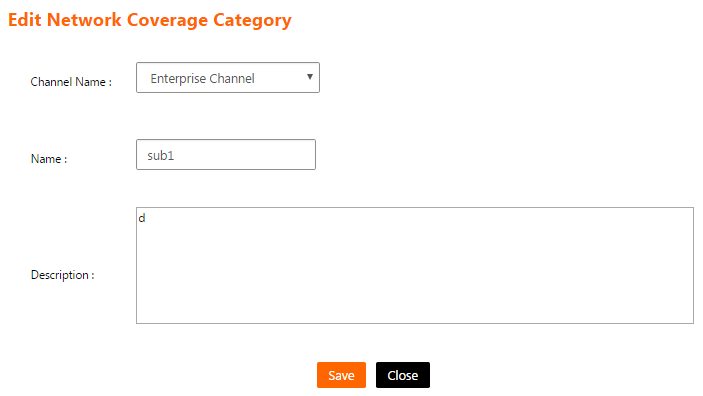 Edit Network Coverage Category
Channel Name : Enterprise Channel
Name : sub1
d
Description :
Save Close